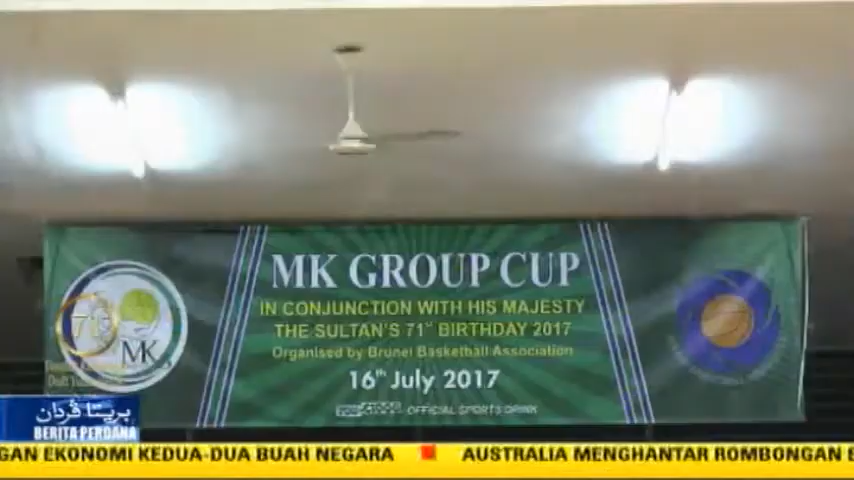 MK GROUP CUP
IN CONJUNCTION WITH HIS MAJESTY
THE SULTAN'S 71st BIRTHDAY 2017
Organised by Brunei Basketball Association
16th July 2017
OFFICIAL SPORTS DRINK
71
MK
بريتا ڤردان
BERITA PERDANA
GAN EKONOMI KEDUA-DUA BUAH NEGARA
AUSTRALIA MENGHANTAR ROMBONGAN